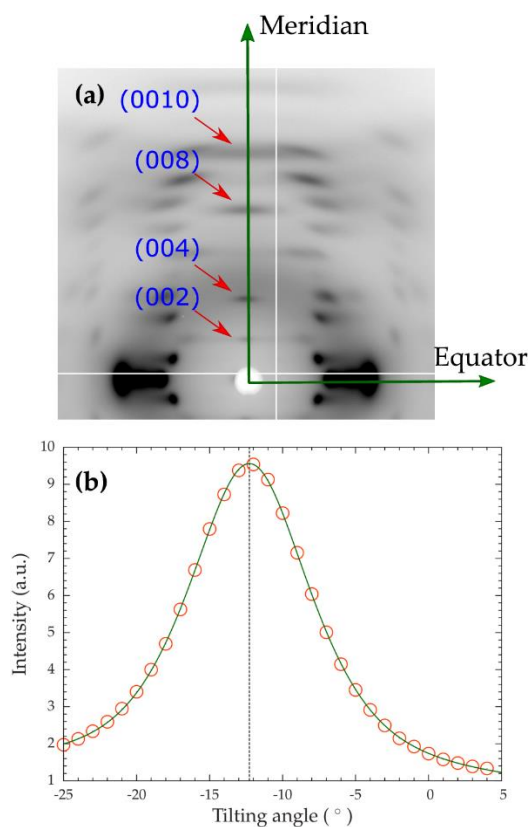 Meridian
(a)
(0010)
(008)
(004)
(002)
Equator
(b)
10
9
8
7
6
5
4
3
2
1
Intensity (a.u.)
-25 -20 -15 -10 -5 0 5
Tilting angle ( ° )